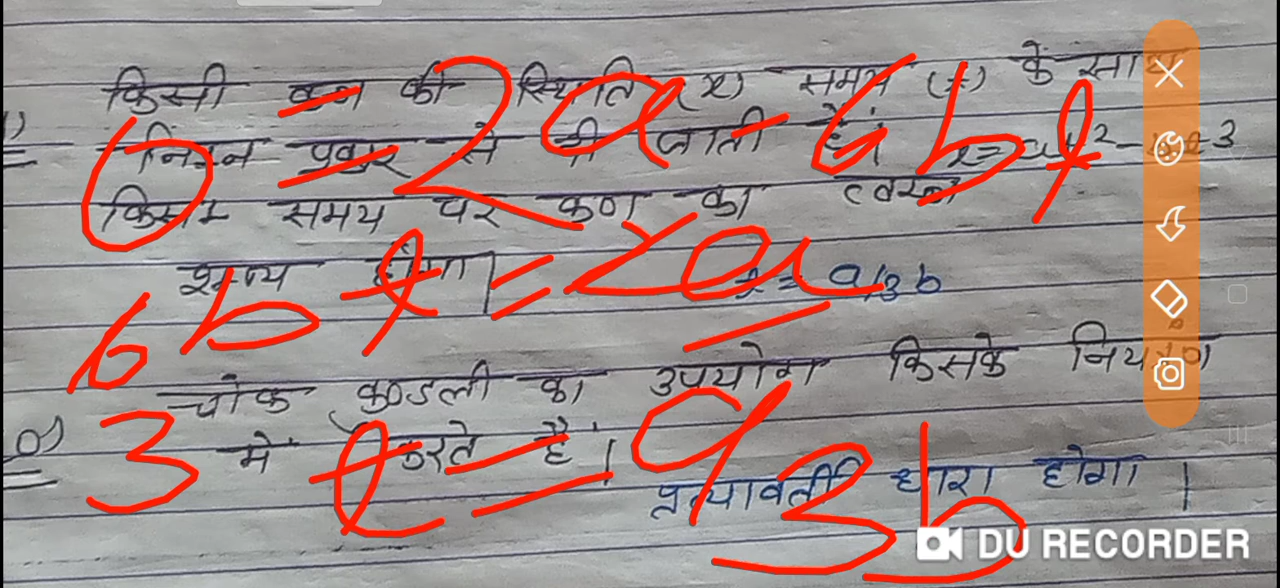 किसी कण की स्थिति (x) समय (t) के साथ
निम्न प्रकार से दी जाती है। x = at² - bt³
किस समय पर कण का त्वरण
शून्य होगा। t = a/3b
0 = 2a - 6bt
6bt = 2a
चोक कुण्डली का उपयोग किसके नियंत्रण
में करते है।
प्रत्यावर्ती धारा होगा।
3t = a
3b
DU RECORDER